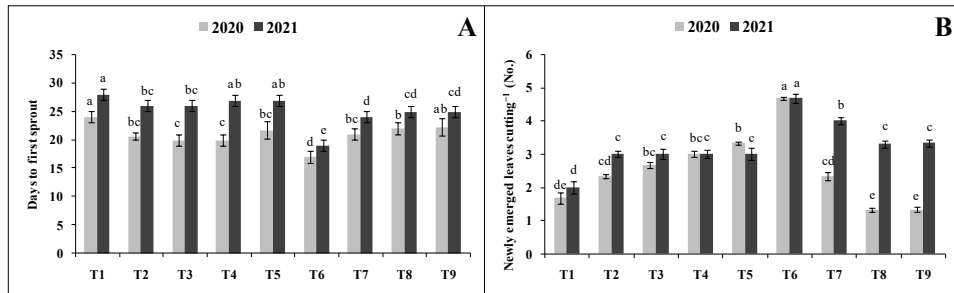 2020 2021
A
35
30
25
20
15
10
5
0
Days to first sprout
a a
bc bc
c bc
c ab
bc ab
d e
bc d
b cd
ab cd
T1 T2 T3 T4 T5 T6 T7 T8 T9
2020 2021
B
6
5
4
3
2
1
0
Newly emerged leaves cutting⁻¹ (No.)
de d
cd c
bc c
bc c
b c
a a
cd b
e c
e c
T1 T2 T3 T4 T5 T6 T7 T8 T9